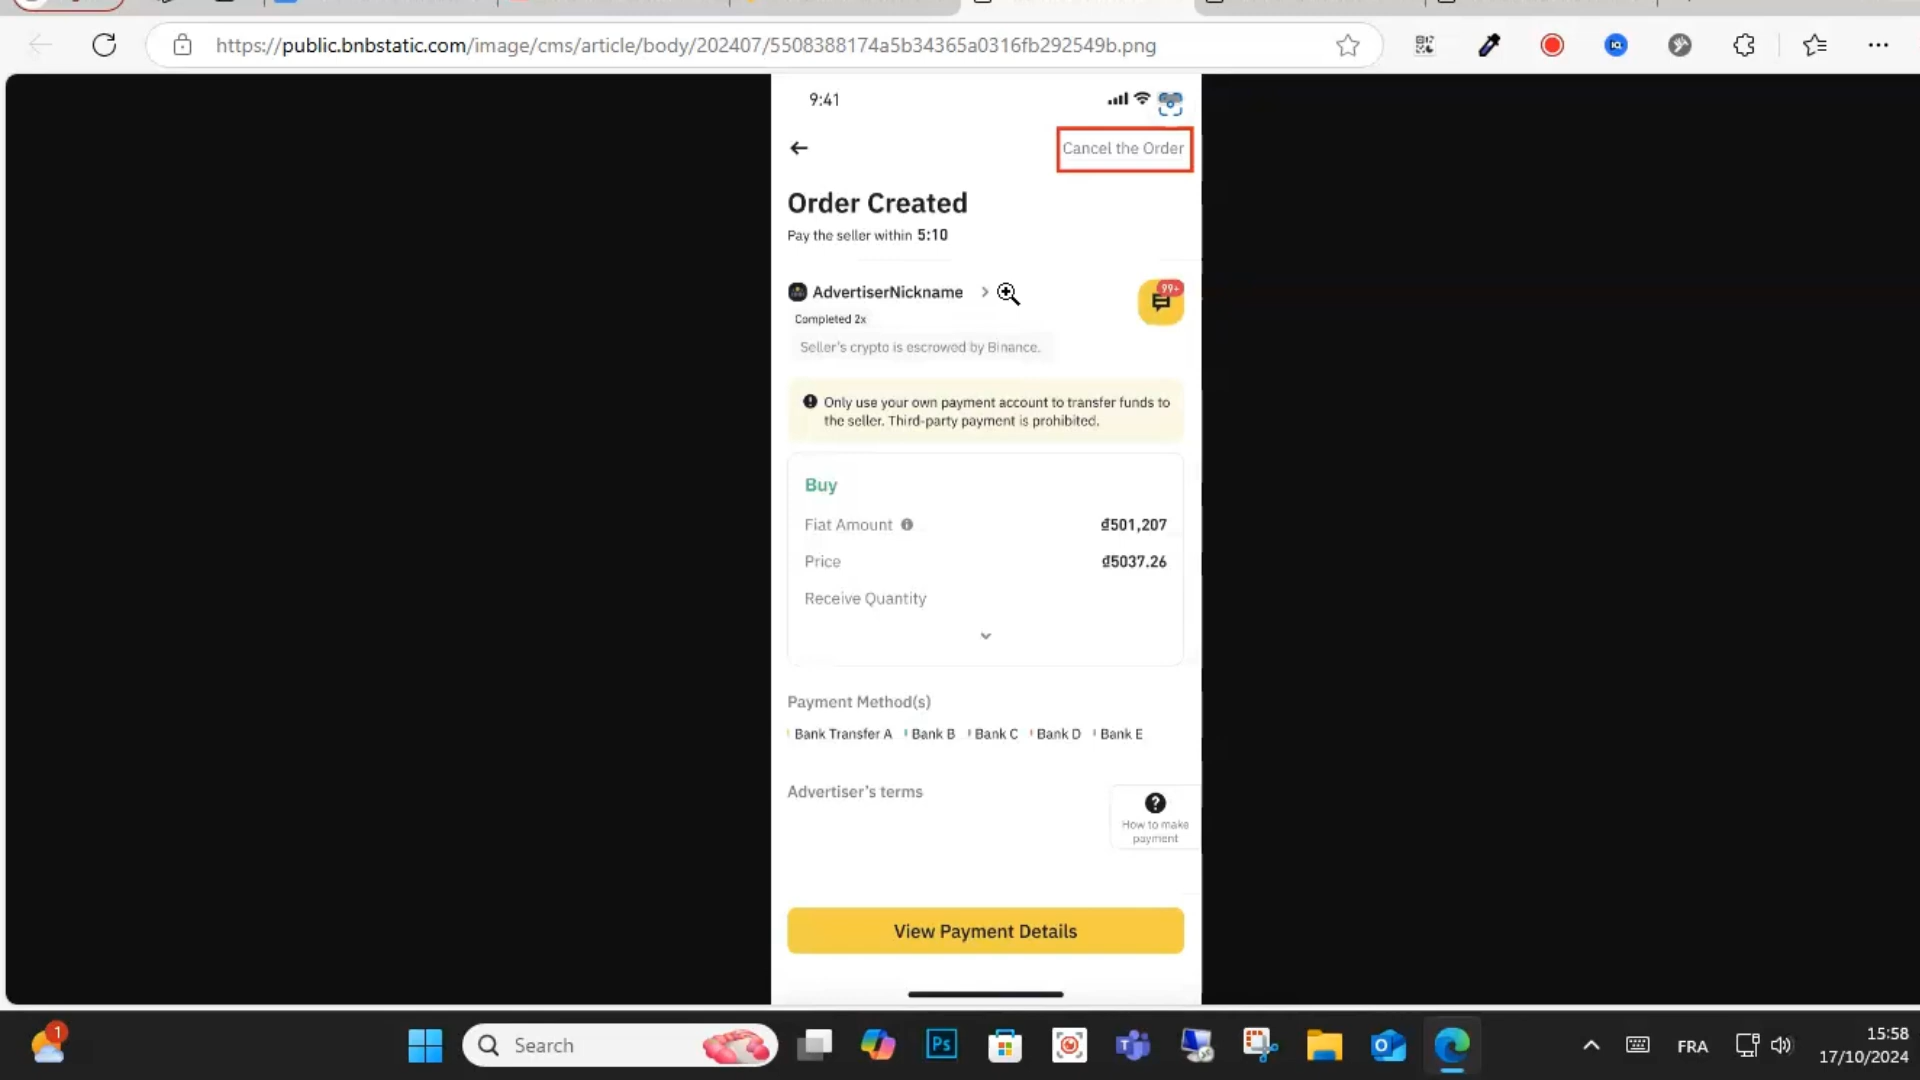 https://public.bnbstatic.com/image/cms/article/body/202407/5508388174a5b34365a0316fb292549b.png
9:41
Cancel the Order
Order Created
Pay the seller within 5:10
AdvertiserNickname
99+
Completed 2x
Seller's crypto is escrowed by Binance.
Only use your own payment account to transfer funds to
the seller. Third-party payment is prohibited.
Buy
Fiat Amount
₫501,207
Price
₫5037.26
Receive Quantity
Payment Method(s)
Bank Transfer A Bank B Bank C Bank D Bank E
Advertiser's terms
How to make
payment
View Payment Details
1
Search
Ps
FRA
15:58
17/10/2024